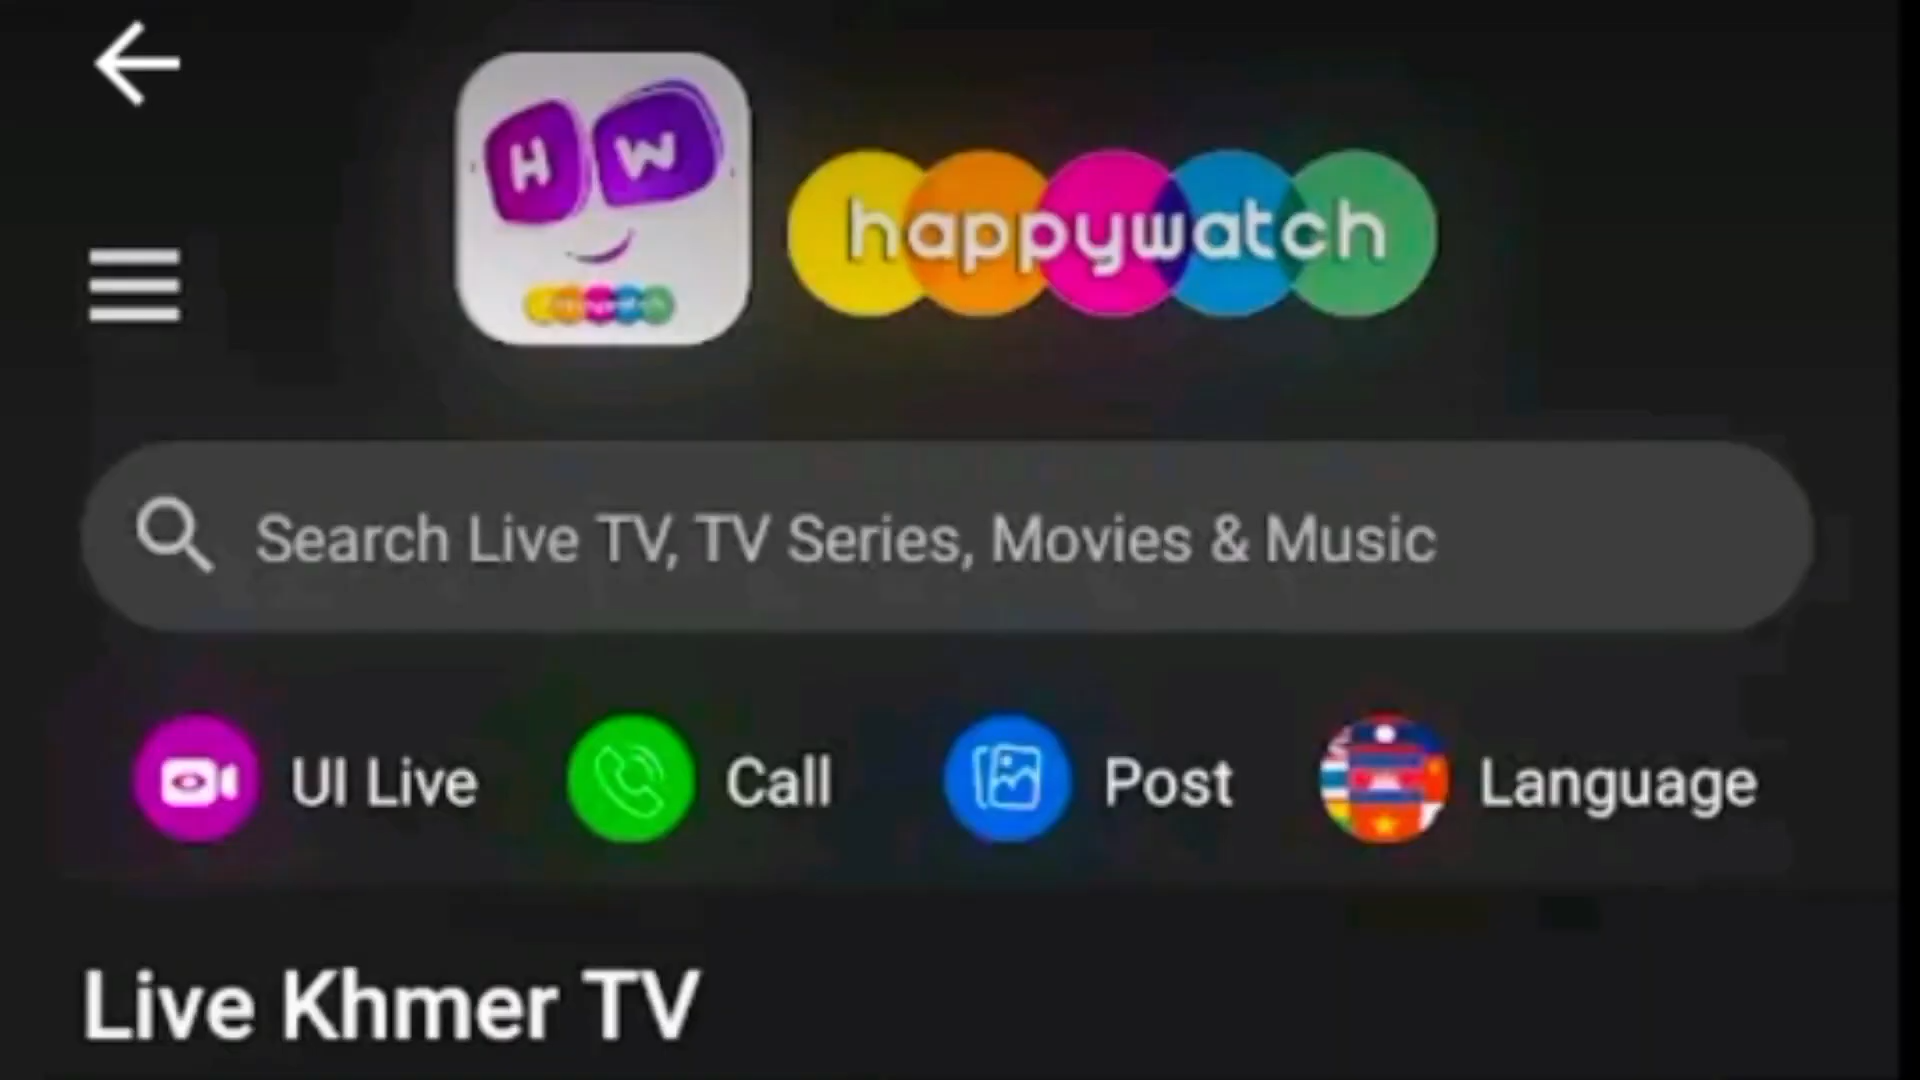 H W
happywatch
Search Live TV, TV Series, Movies & Music
UI Live
Call
Post
Language
Live Khmer TV